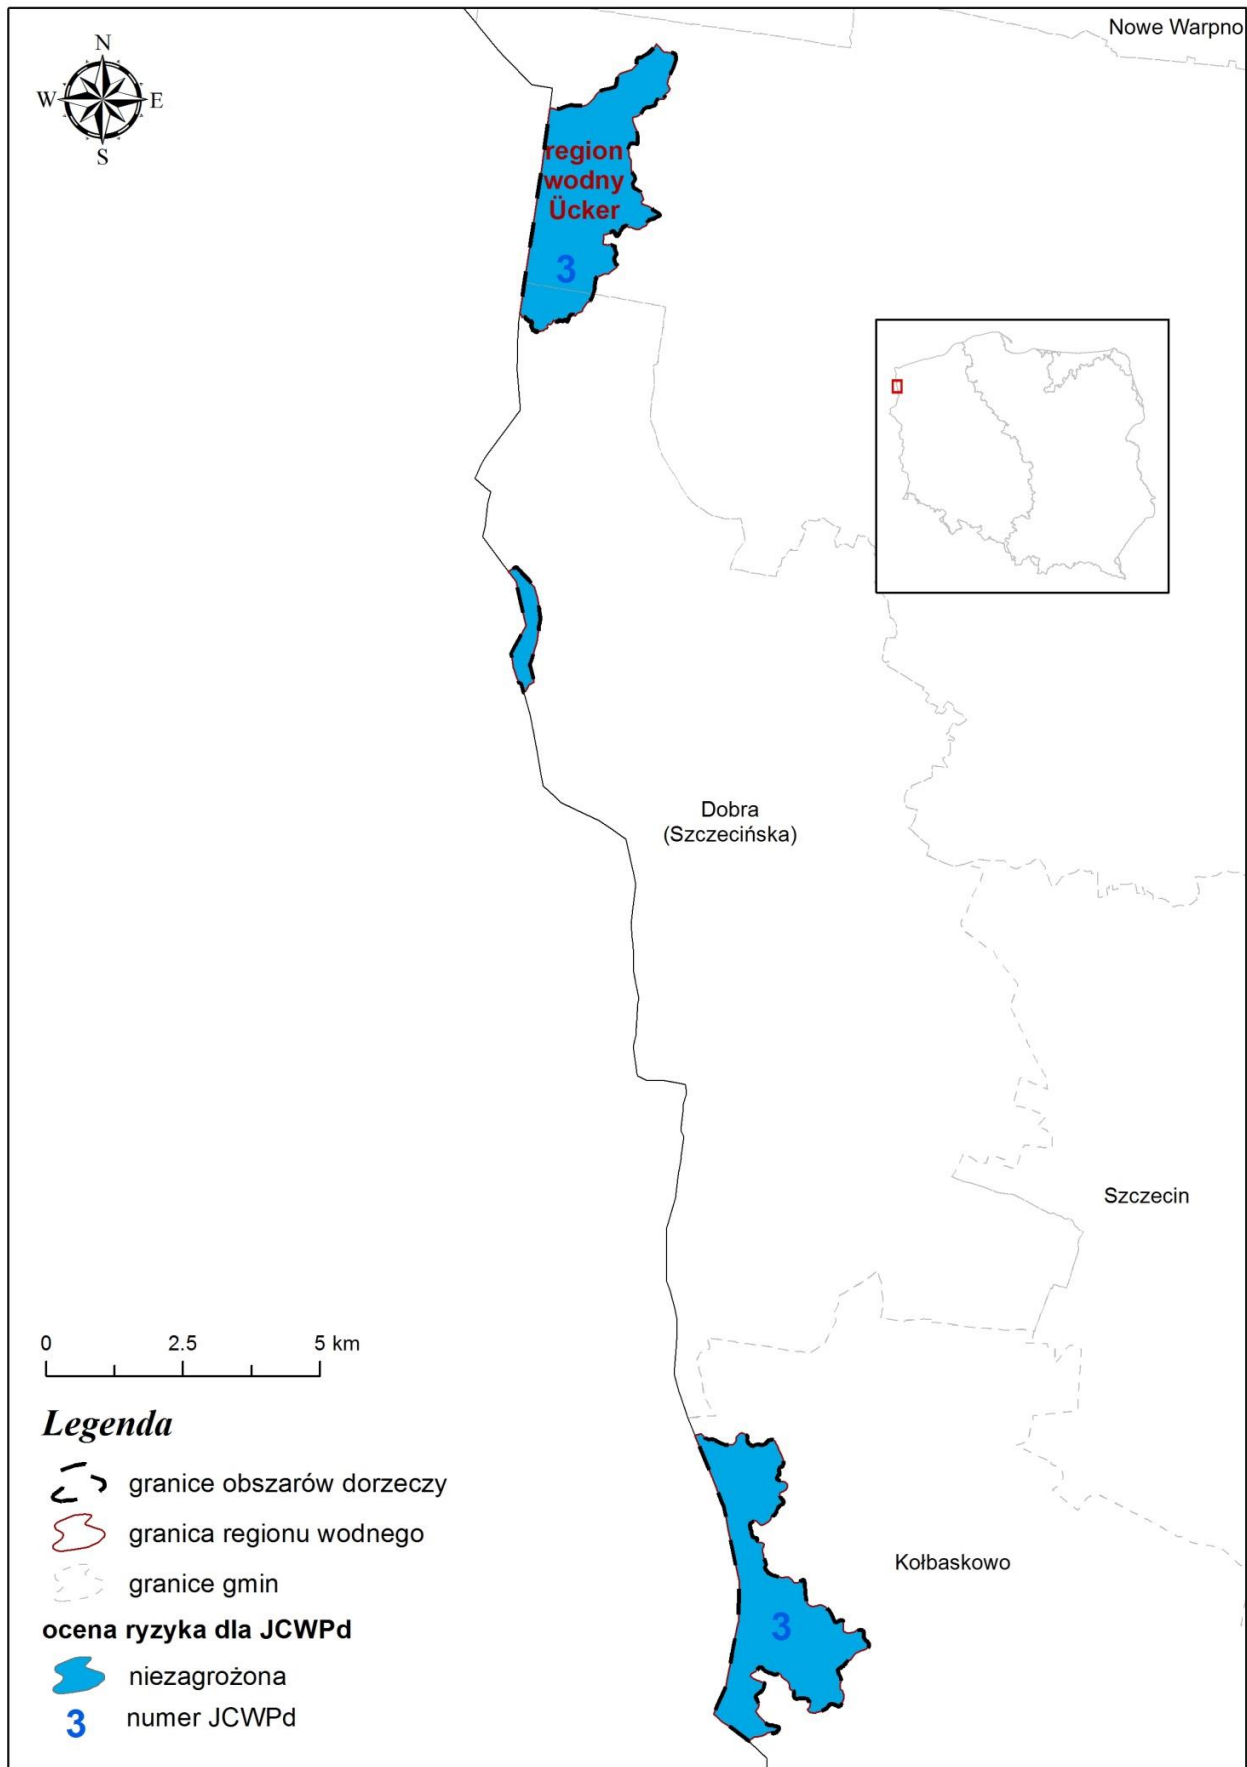 Nowe Warpno
N
W
E
S
region
wodny
Ücker
3
Dobra
(Szczecińska)
Szczecin
0 2.5 5 km
Legenda
granice obszarów dorzeczy
granica regionu wodnego
granice gmin
ocena ryzyka dla JCWPd
niezagrożona
3 numer JCWPd
Kołbaskowo
3